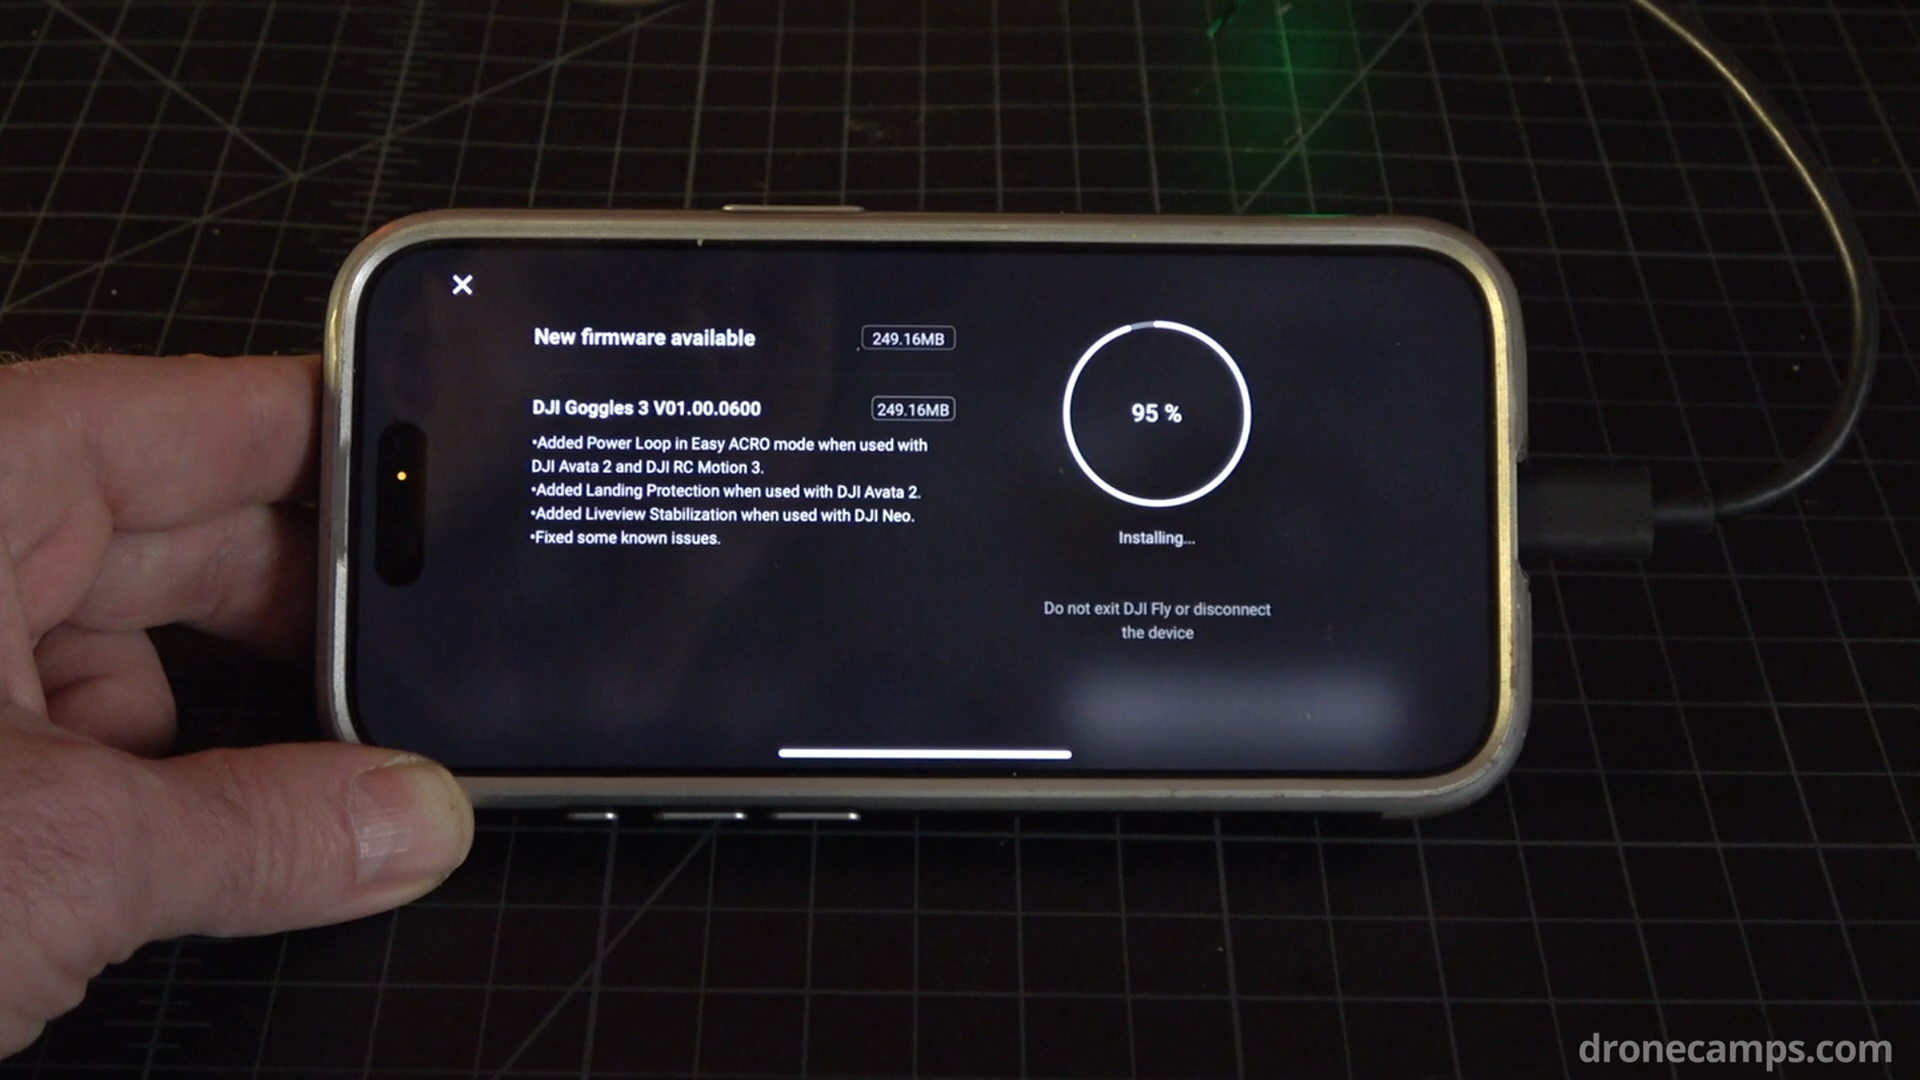 New firmware available 249.16MB
DJI Goggles 3 V01.00.0600 249.16MB
•Added Power Loop in Easy ACRO mode when used with
DJI Avata 2 and DJI RC Motion 3.
•Added Landing Protection when used with DJI Avata 2.
•Added Liveview Stabilization when used with DJI Neo.
•Fixed some known issues.
95 %
Installing...
Do not exit DJI Fly or disconnect
the device
dronecamps.com